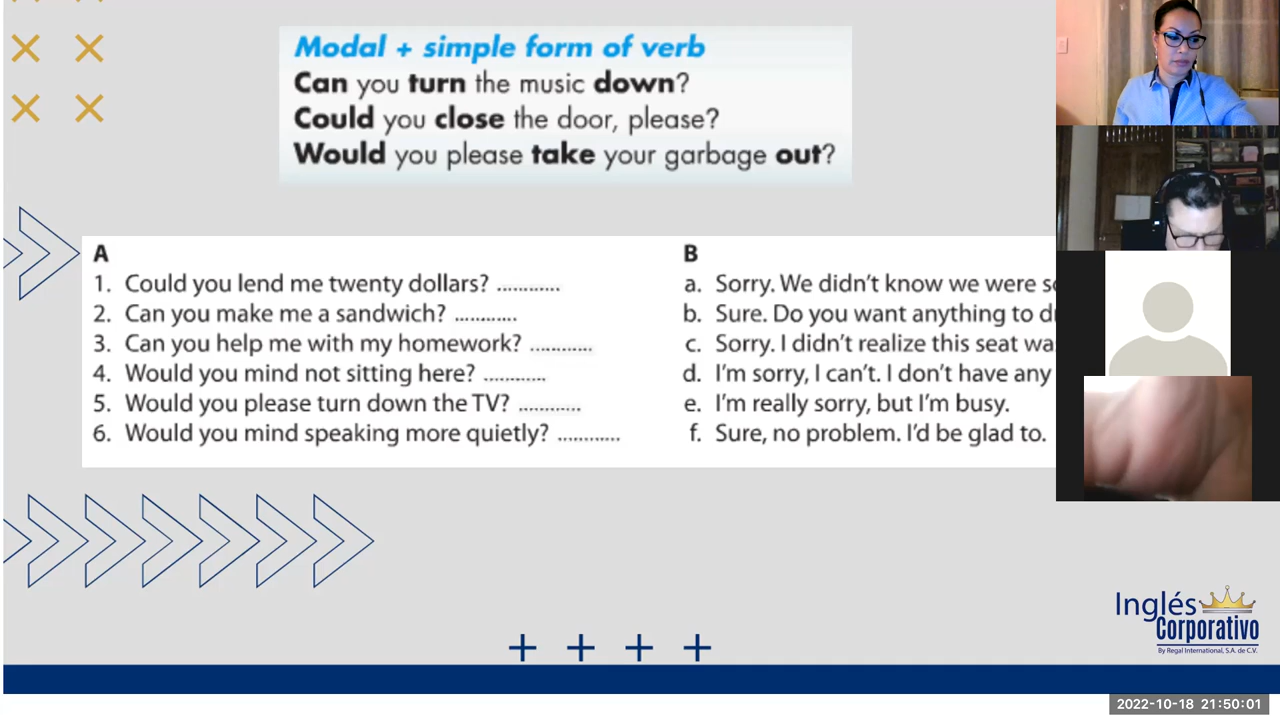 Modal + simple form of verb
Can you turn the music down?
Could you close the door, please?
Would you please take your garbage out?
A
1. Could you lend me twenty dollars? ............
2. Can you make me a sandwich? ............
3. Can you help me with my homework? ............
4. Would you mind not sitting here? ............
5. Would you please turn down the TV? ............
6. Would you mind speaking more quietly? ............
B
a. Sorry. We didn't know we were
b. Sure. Do you want anything to
c. Sorry. I didn't realize this seat
d. I'm sorry, I can't. I don't have any
e. I'm really sorry, but I'm busy.
f. Sure, no problem. I'd be glad to.
Inglés
Corporativo
By Regal International, S.A. de C.V.
2022-10-18 21:50:01